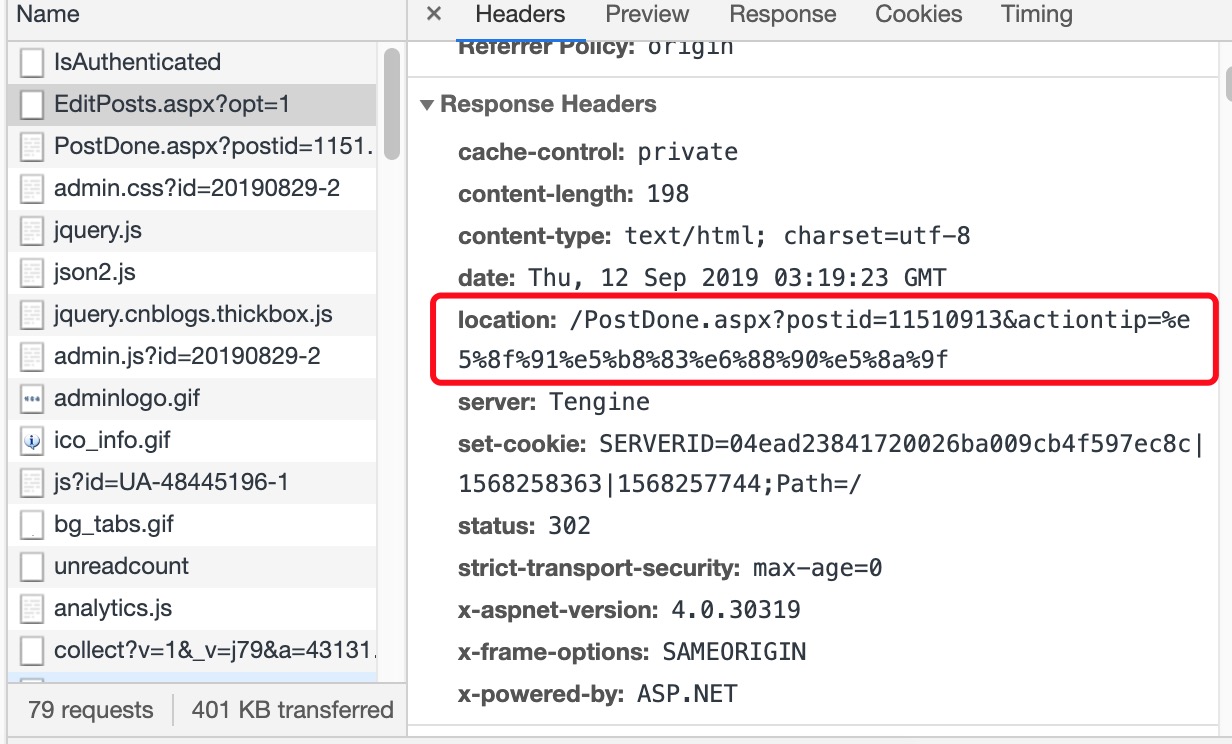 Name
IsAuthenticated
EditPosts.aspx?opt=1
PostDone.aspx?postid=1151.
admin.css?id=20190829-2
jquery.js
json2.js
jquery.cnblogs.thickbox.js
admin.js?id=20190829-2
adminlogo.gif
ico_info.gif
js?id=UA-48445196-1
bg_tabs.gif
unreadcount
analytics.js
collect?v=1&_v=j79&a=43131.
79 requests 401 KB transferred
× Headers Preview Response Cookies Timing
Referrer Policy: origin
Response Headers
cache-control: private
content-length: 198
content-type: text/html; charset=utf-8
date: Thu, 12 Sep 2019 03:19:23 GMT
location: /PostDone.aspx?postid=11510913&actiontip=%e
5%8f%91%e5%b8%83%e6%88%90%e5%8a%9f
server: Tengine
set-cookie: SERVERID=04ead23841720026ba009cb4f597ec8c|
1568258363|1568257744;Path=/
status: 302
strict-transport-security: max-age=0
x-aspnet-version: 4.0.30319
x-frame-options: SAMEORIGIN
x-powered-by: ASP.NET